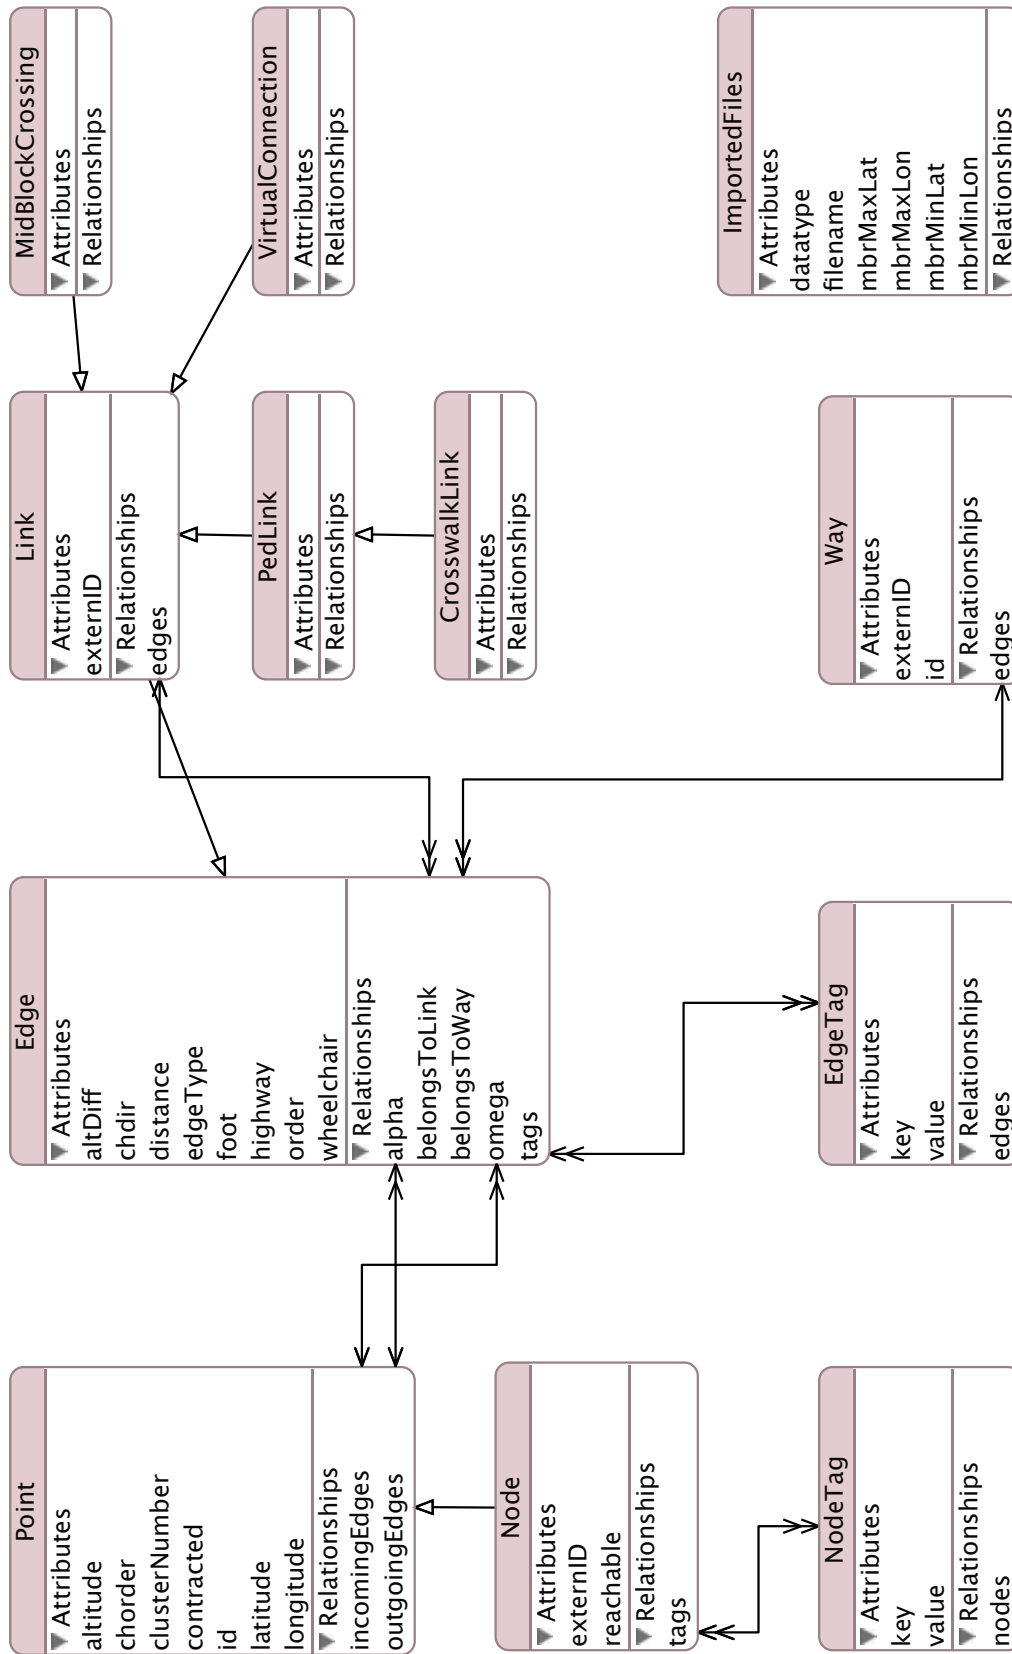 Point
Attributes
altitude
chorder
clusterNumber
contracted
id
latitude
longitude
Relationships
incomingEdges
outgoingEdges
Edge
Attributes
altDiff
chdir
distance
edgeType
foot
highway
order
wheelchair
Relationships
alpha
belongsToLink
belongsToWay
omega
tags
Link
Attributes
externID
Relationships
edges
MidBlockCrossing
Attributes
Relationships
PedLink
Attributes
Relationships
VirtualConnection
Attributes
Relationships
CrosswalkLink
Attributes
Relationships
Node
Attributes
externID
reachable
Relationships
tags
ImportedFiles
Attributes
datatype
filename
mbrMaxLat
mbrMaxLon
mbrMinLat
mbrMinLon
Relationships
NodeTag
Attributes
key
value
Relationships
nodes
EdgeTag
Attributes
key
value
Relationships
edges
Way
Attributes
externID
id
Relationships
edges